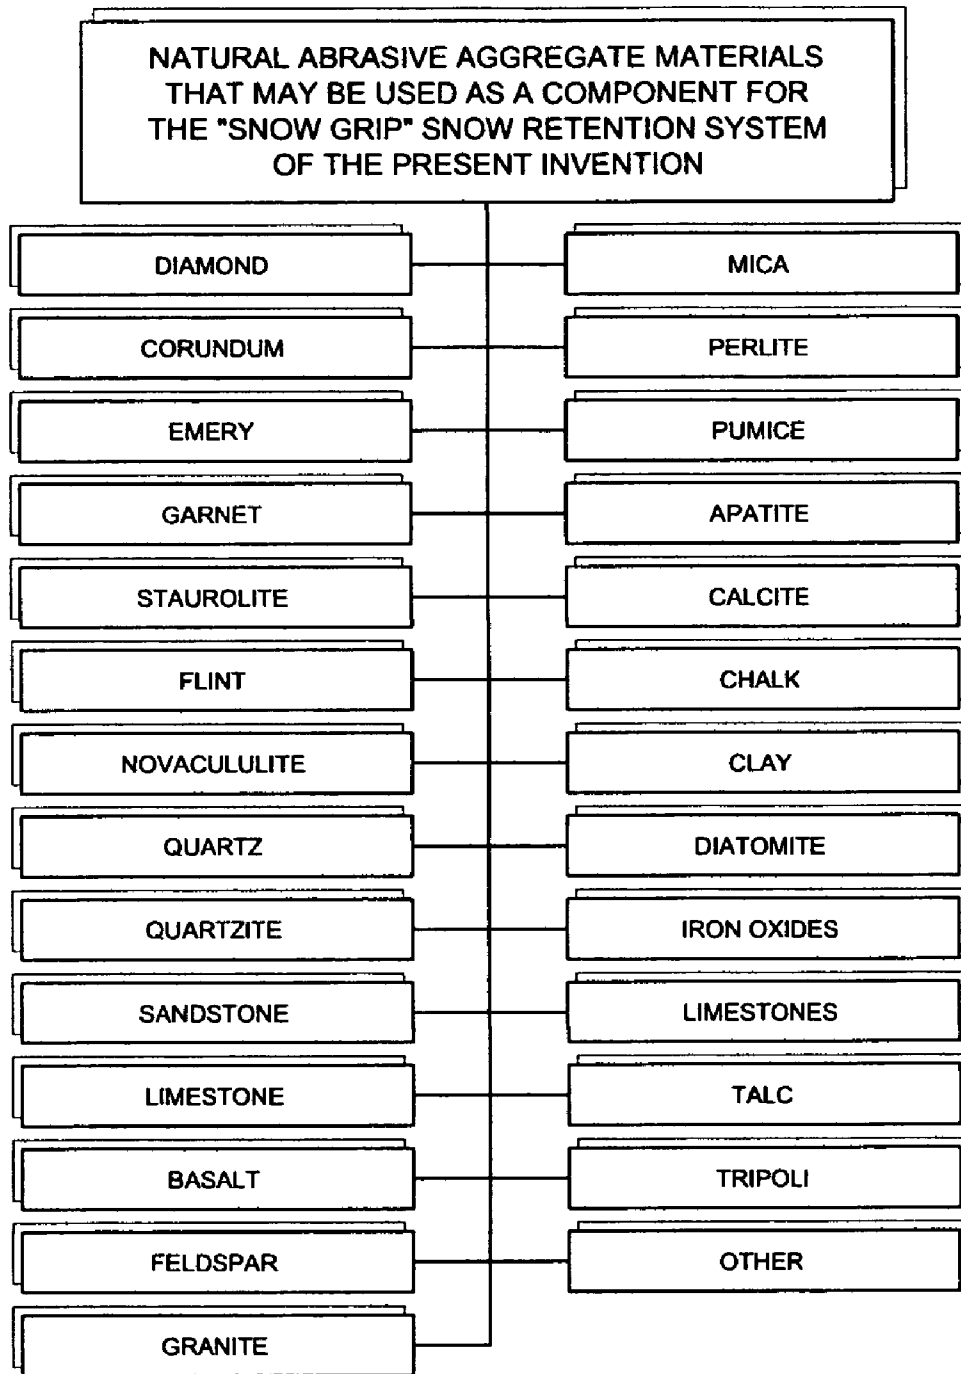 NATURAL ABRASIVE AGGREGATE MATERIALS
THAT MAY BE USED AS A COMPONENT FOR
THE "SNOW GRIP" SNOW RETENTION SYSTEM
OF THE PRESENT INVENTION
DIAMOND
MICA
CORUNDUM
PERLITE
EMERY
PUMICE
GARNET
APATITE
STAUROLITE
CALCITE
FLINT
CHALK
NOVACULULITE
CLAY
QUARTZ
DIATOMITE
QUARTZITE
IRON OXIDES
SANDSTONE
LIMESTONES
LIMESTONE
TALC
BASALT
TRIPOLI
FELDSPAR
OTHER
GRANITE